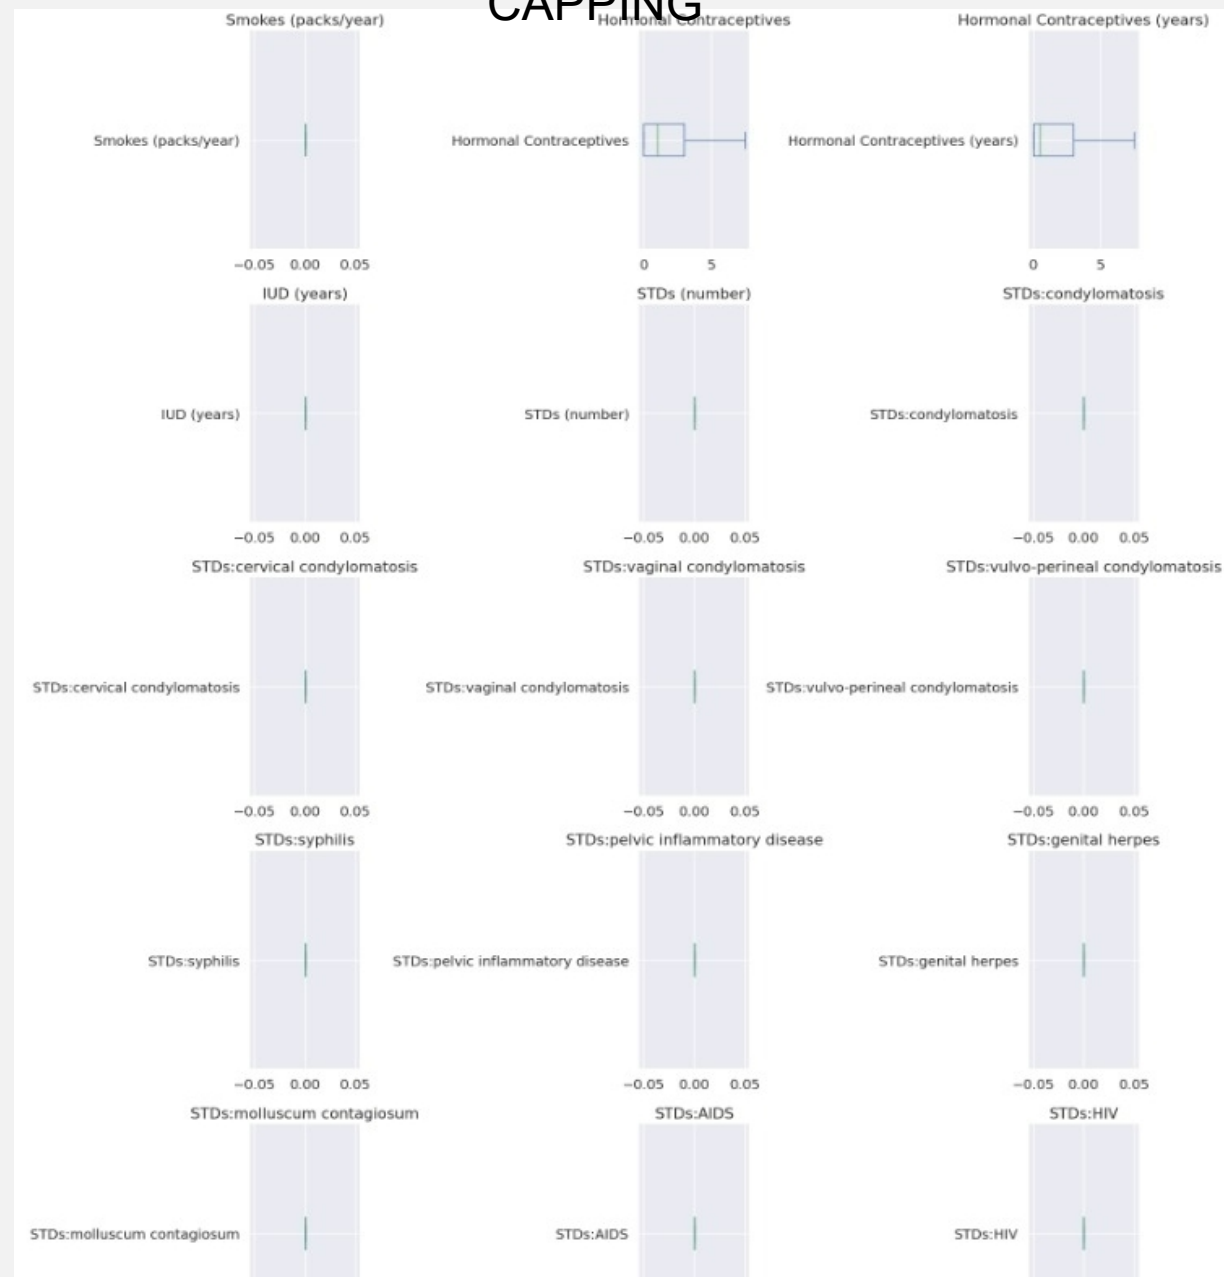 CAPPING
Smokes (packs/year) Hormonal Contraceptives Hormonal Contraceptives (years)
Smokes (packs/year) Hormonal Contraceptives Hormonal Contraceptives (years)
−0.05 0.00 0.05 0 5 0 5
IUD (years) STDs (number) STDs:condylomatosis
IUD (years) STDs (number) STDs:condylomatosis
−0.05 0.00 0.05 −0.05 0.00 0.05 −0.05 0.00 0.05
STDs:cervical condylomatosis STDs:vaginal condylomatosis STDs:vulvo-perineal condylomatosis
STDs:cervical condylomatosis STDs:vaginal condylomatosis STDs:vulvo-perineal condylomatosis
−0.05 0.00 0.05 −0.05 0.00 0.05 −0.05 0.00 0.05
STDs:syphilis STDs:pelvic inflammatory disease STDs:genital herpes
STDs:syphilis STDs:pelvic inflammatory disease STDs:genital herpes
−0.05 0.00 0.05 −0.05 0.00 0.05 −0.05 0.00 0.05
STDs:molluscum contagiosum STDs:AIDS STDs:HIV
STDs:molluscum contagiosum STDs:AIDS STDs:HIV